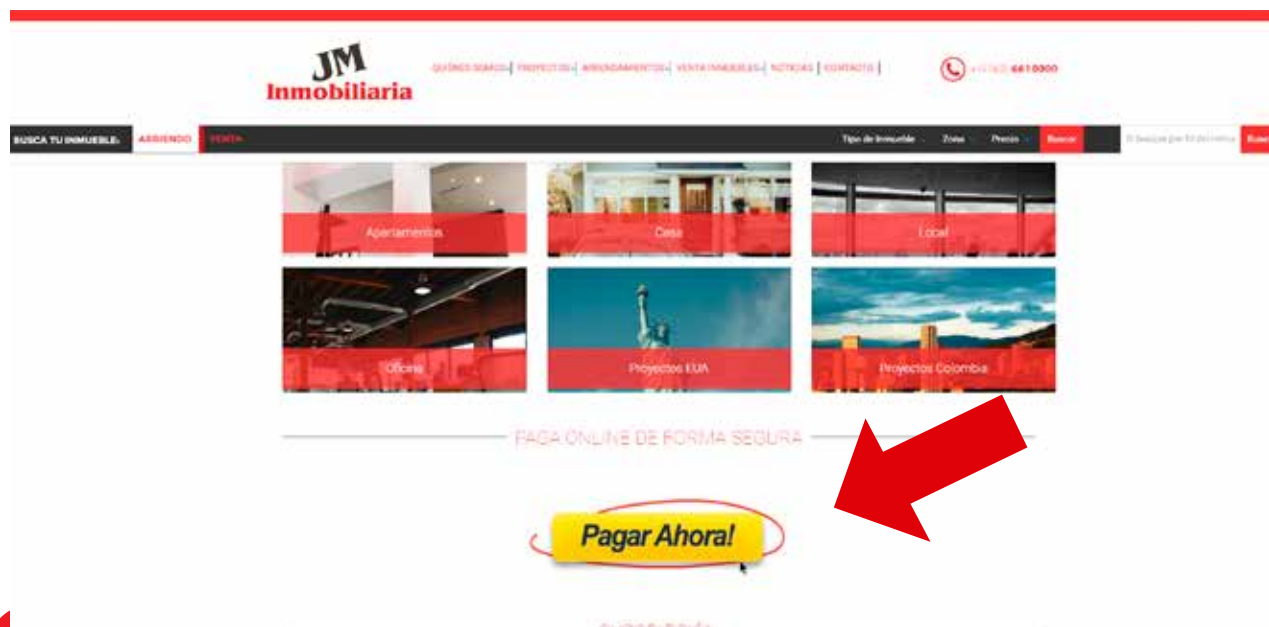 JM
Inmobiliaria
QUIÉNES SOMOS | PROYECTOS | ARRENDAMIENTOS | VENTA INMUEBLES | NOTICIAS | CONTACTO |
6610000
BUSCA TU INMUEBLE: ARRIENDO VENTA Tipo de Inmueble Zona Precio Buscar
Apartamentos Casa Local
Oficina Proyectos EUA Proyectos Colombia
PAGA ONLINE DE FORMA SEGURA
Pagar Ahora!